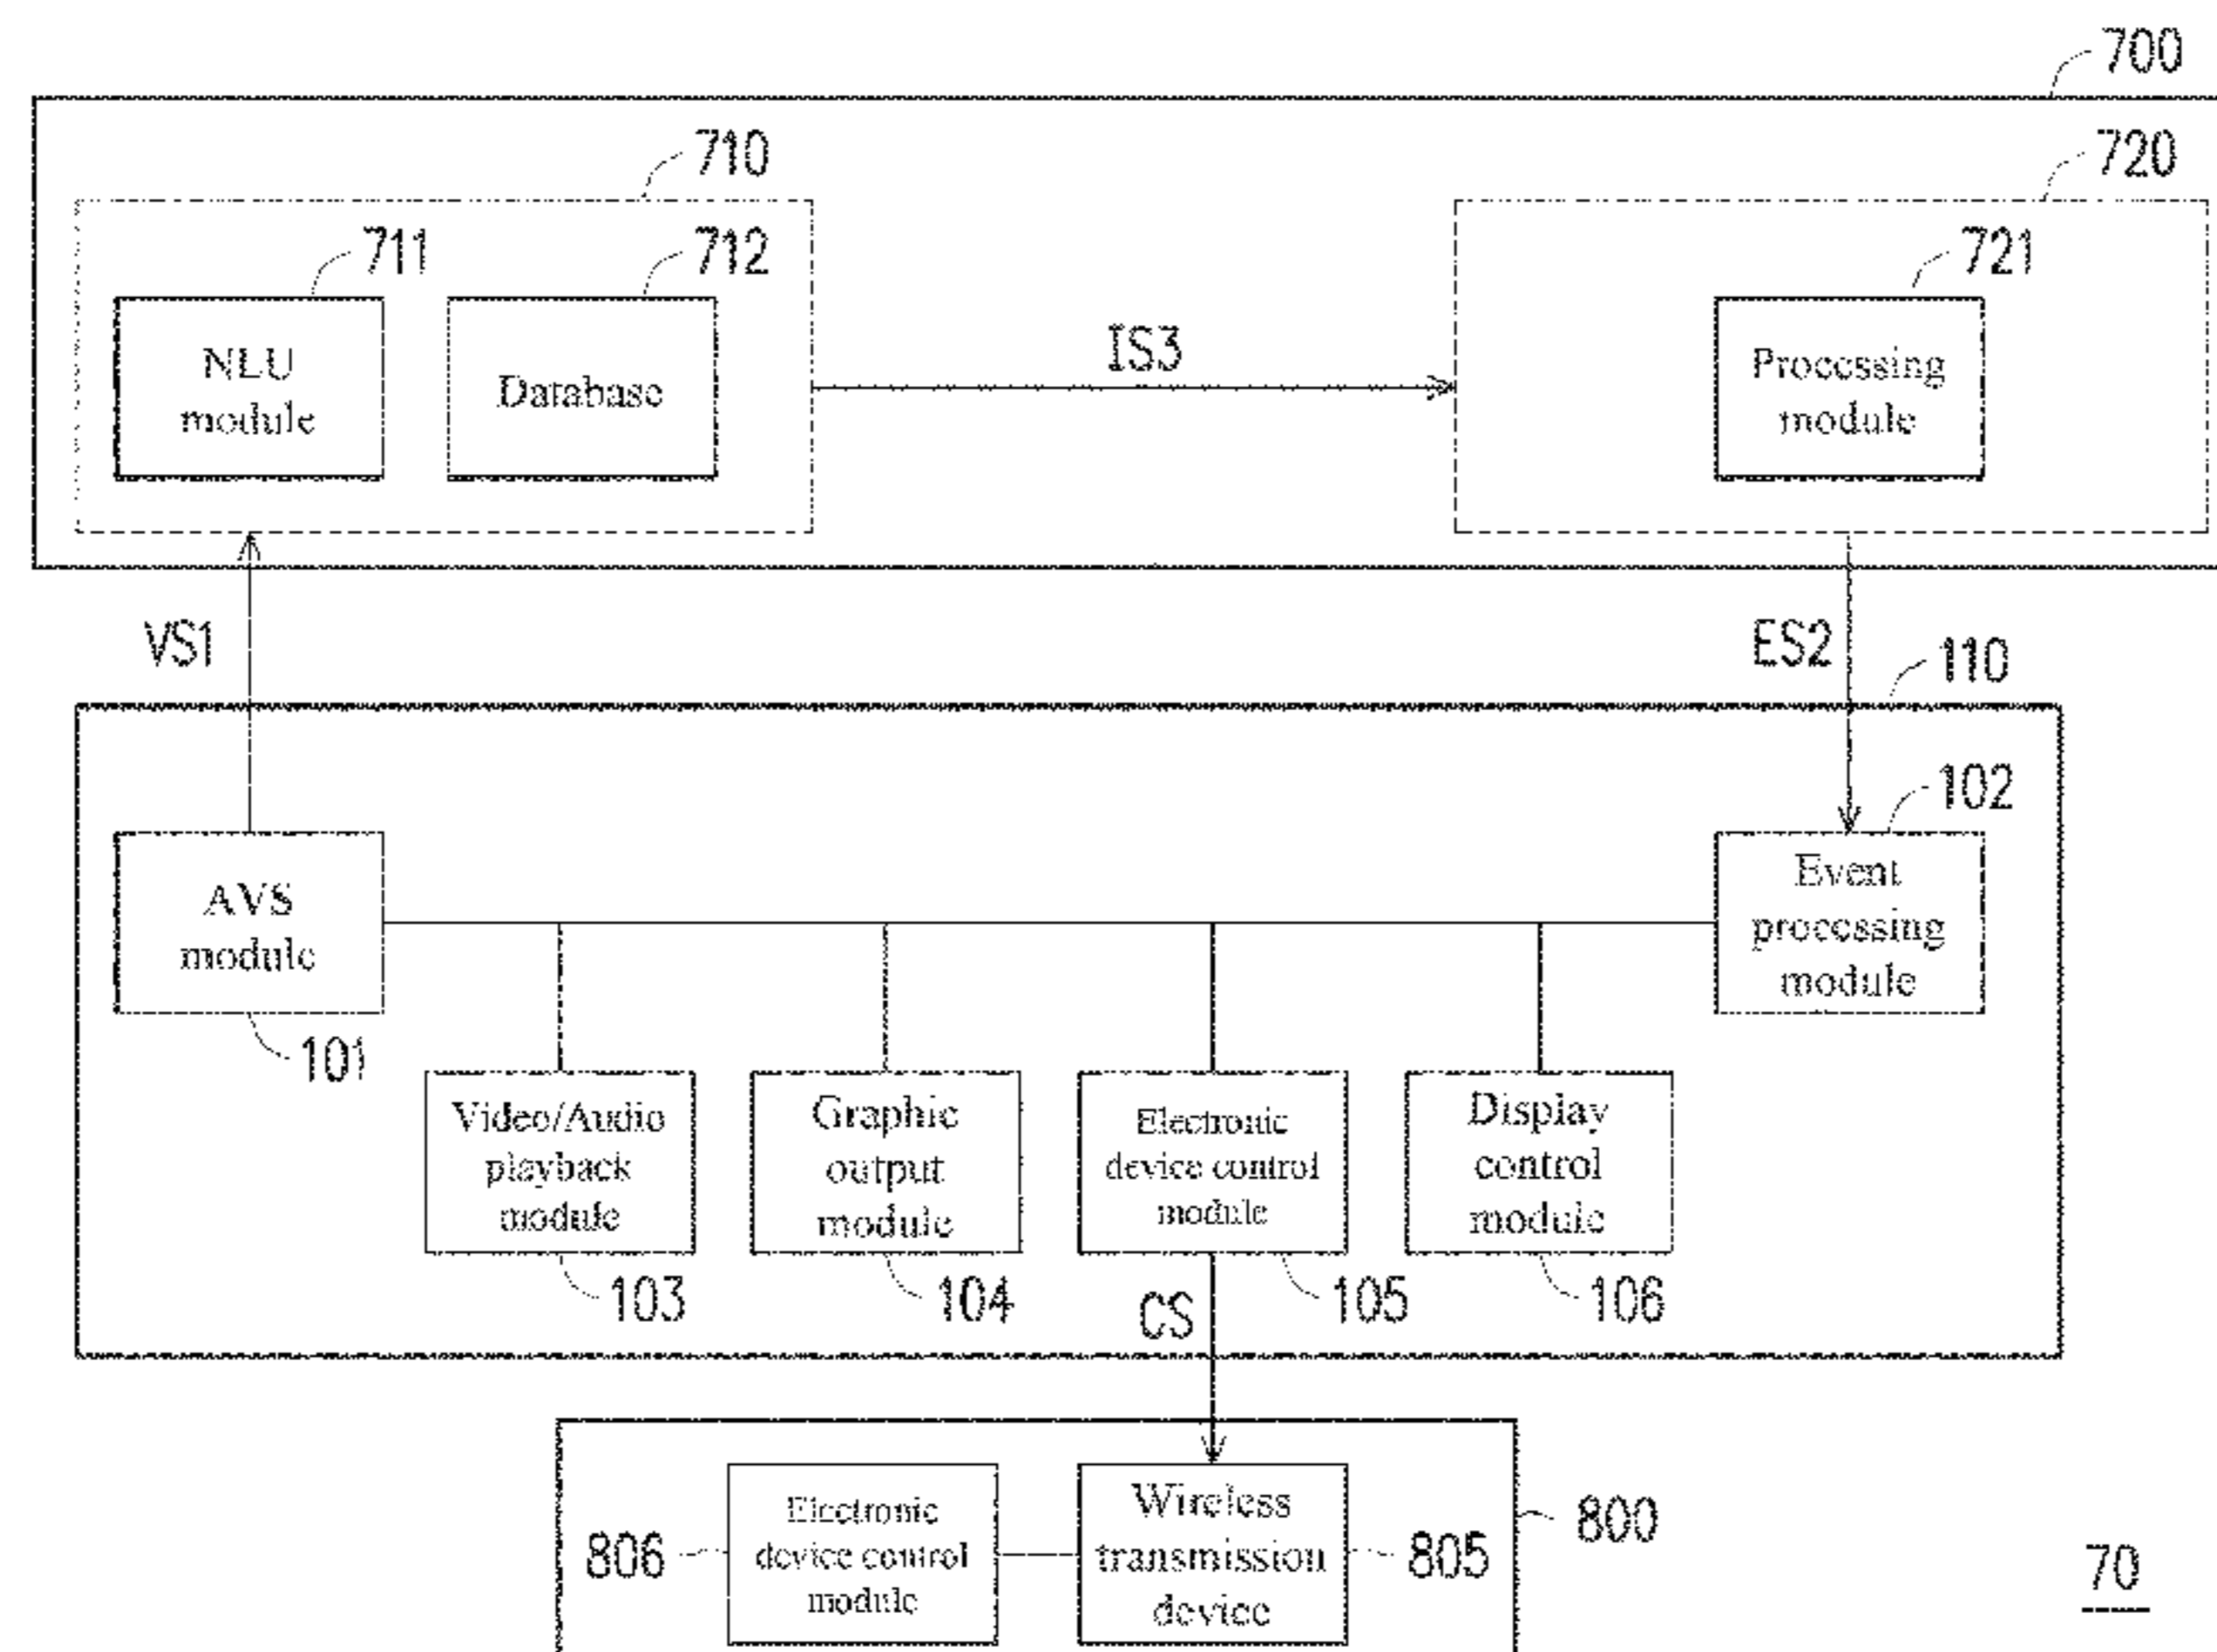 700
710
720
711
712
721
NLU
module
Database
IS3
Processing
module
VS1
ES2
110
102
AVS
module
Event
processing
module
101
Video/Audio
playback
module
Graphic
output
module
Electronic
device control
module
Display
control
module
103
104
CS
105
106
Electronic
device control
module
Wireless
transmission
device
806
805
800
70